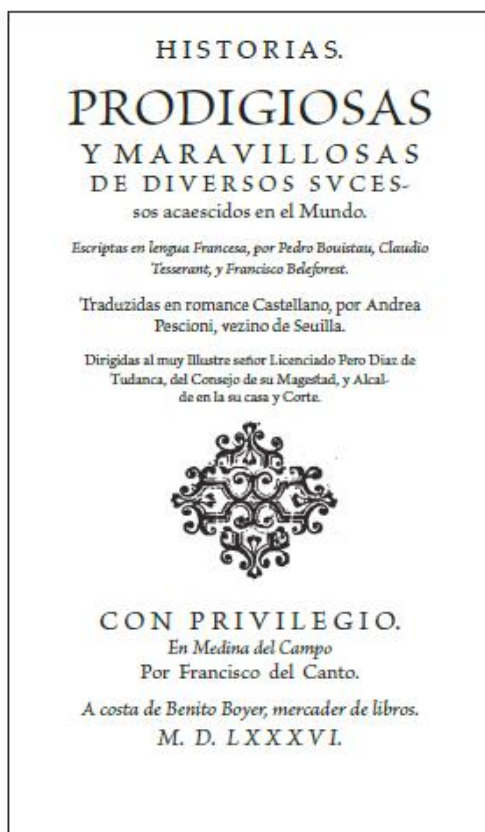 HISTORIAS.
PRODIGIOSAS
Y MARAVILLOSAS
DE DIVERSOS SVCES-
sos acaescidos en el Mundo.
Escriptas en lengua Francesa, por Pedro Bouistau, Claudio
Tesserant, y Francisco Beleforest.
Traduzidas en romance Castellano, por Andrea
Pescioni, vezino de Seuilla.
Dirigidas al muy Illustre señor Licenciado Pero Diaz de
Tudanca, del Consejo de su Magestad, y Alcal-
de en la su casa y Corte.
CON PRIVILEGIO.
En Medina del Campo
Por Francisco del Canto.
A costa de Benito Boyer, mercader de libros.
M. D. LXXXVI.